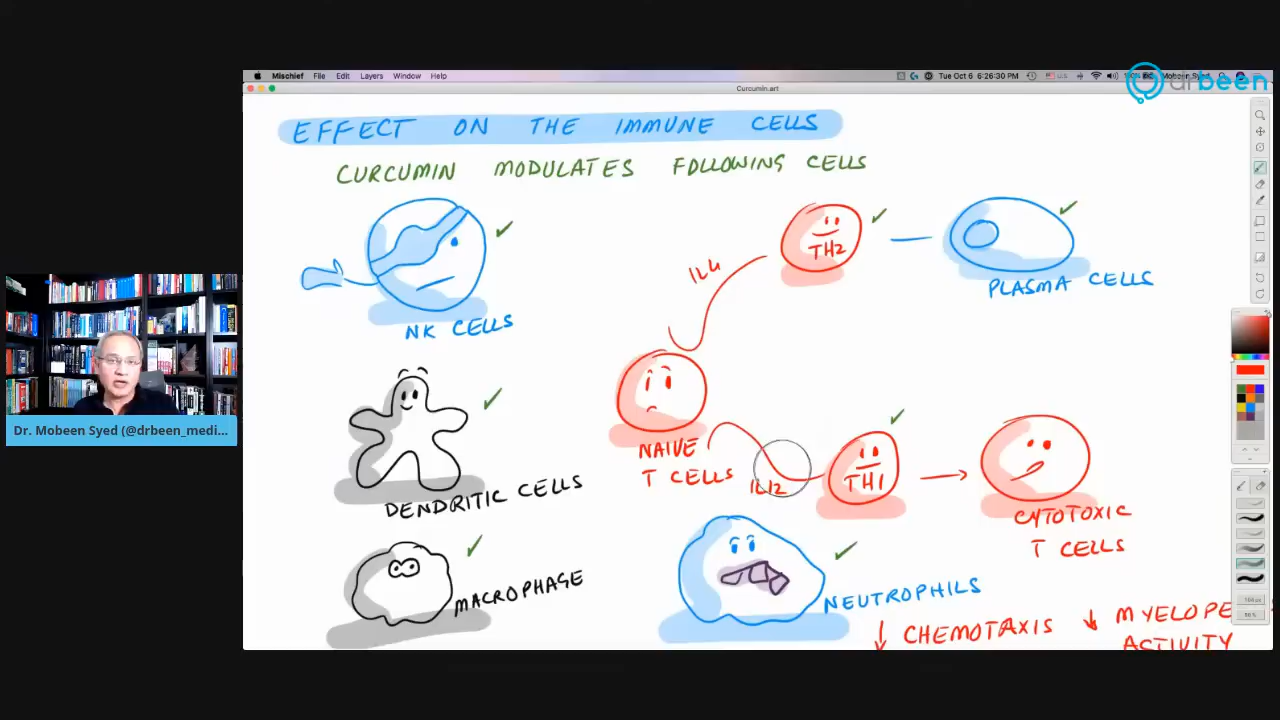 Mischief File Edit Layers Window Help
Tue Oct 6 6:26:30 PM
Mobeen Syed
drbeen
Curcumin.art
EFFECT ON THE IMMUNE CELLS
CURCUMIN MODULATES FOLLOWING CELLS
TH2
IL4
PLASMA CELLS
NK CELLS
Dr. Mobeen Syed (@drbeen_medi...
NAIVE
T CELLS
IL12
TH1
CYTOTOXIC
T CELLS
DENDRITIC CELLS
MACROPHAGE
NEUTROPHILS
↓ CHEMOTAXIS
↓ MYELOPE
ACTIVITY